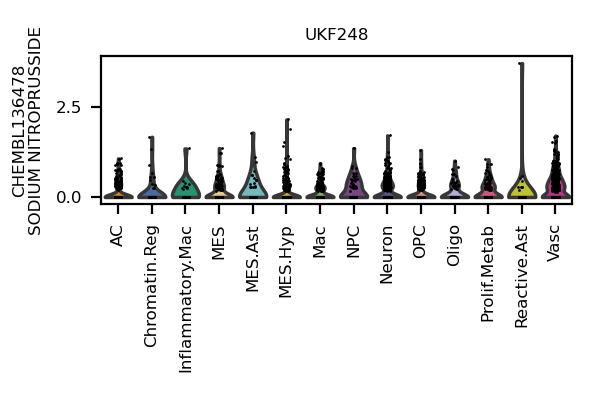 UKF248
CHEMBL136478
SODIUM NITROPRUSSIDE
2.5
0.0
AC
Chromatin.Reg
Inflammatory.Mac
MES
MES.Ast
MES.Hyp
Mac
NPC
Neuron
OPC
Oligo
Prolif.Metab
Reactive.Ast
Vasc